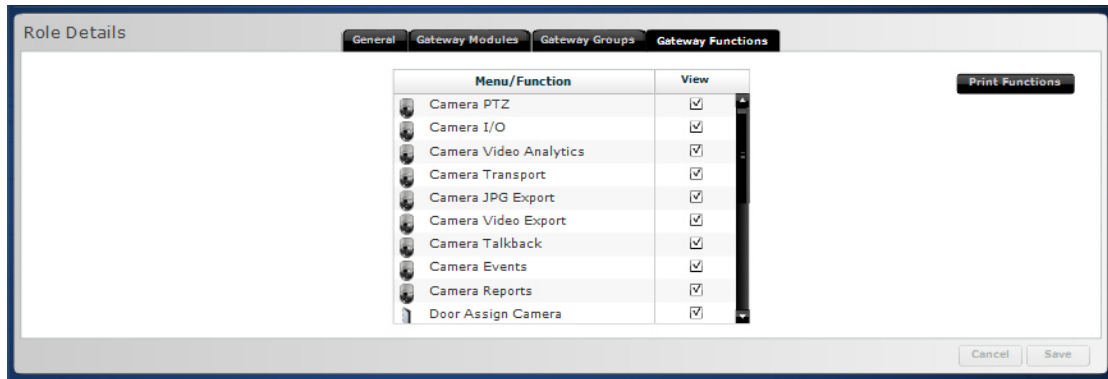 Role Details
General Gateway Modules Gateway Groups Gateway Functions
Menu/Function View
Print Functions
Camera PTZ
Camera I/O
Camera Video Analytics
Camera Transport
Camera JPG Export
Camera Video Export
Camera Talkback
Camera Events
Camera Reports
Door Assign Camera
Cancel Save